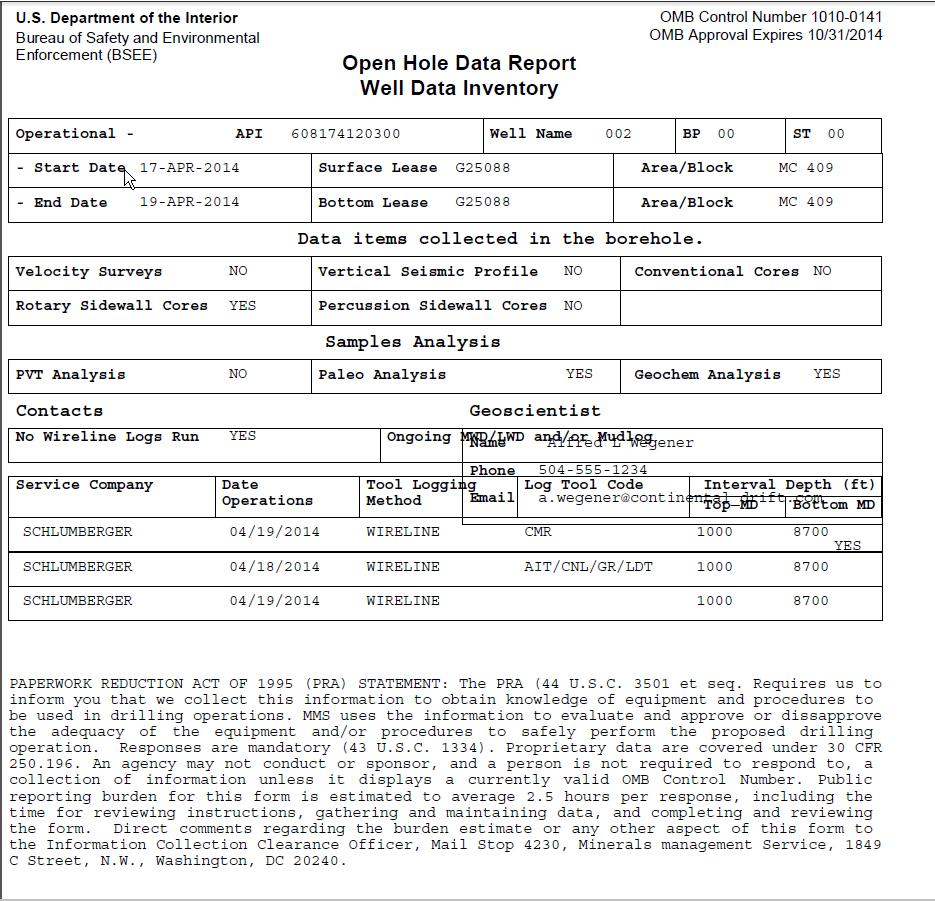 U.S. Department of the Interior
Bureau of Safety and Environmental
Enforcement (BSEE)
OMB Control Number 1010-0141
OMB Approval Expires 10/31/2014
Open Hole Data Report
Well Data Inventory
Operational - API 608174120300 Well Name 002 BP 00 ST 00
- Start Date 17-APR-2014 Surface Lease G25088 Area/Block MC 409
- End Date 19-APR-2014 Bottom Lease G25088 Area/Block MC 409
Data items collected in the borehole.
Velocity Surveys NO Vertical Seismic Profile NO Conventional Cores NO
Rotary Sidewall Cores YES Percussion Sidewall Cores NO
Samples Analysis
PVT Analysis NO Paleo Analysis YES Geochem Analysis YES
Contacts Geoscientist
No Wireline Logs Run YES Ongoing MWD/LWD and/or Mudlog
Name Alfred L Wegener
Phone 504-555-1234
Email a.wegener@continental_drift.com
Service Company Date Operations Tool Logging Method Log Tool Code Interval Depth (ft)
Top-MD Bottom MD
SCHLUMBERGER 04/19/2014 WIRELINE CMR 1000 8700
YES
SCHLUMBERGER 04/18/2014 WIRELINE AIT/CNL/GR/LDT 1000 8700
SCHLUMBERGER 04/19/2014 WIRELINE 1000 8700
PAPERWORK REDUCTION ACT OF 1995 (PRA) STATEMENT: The PRA (44 U.S.C. 3501 et seq. Requires us to
inform you that we collect this information to obtain knowledge of equipment and procedures to
be used in drilling operations. MMS uses the information to evaluate and approve or dissapprove
the adequacy of the equipment and/or procedures to safely perform the proposed drilling
operation. Responses are mandatory (43 U.S.C. 1334). Proprietary data are covered under 30 CFR
250.196. An agency may not conduct or sponsor, and a person is not required to respond to, a
collection of information unless it displays a currently valid OMB Control Number. Public
reporting burden for this form is estimated to average 2.5 hours per response, including the
time for reviewing instructions, gathering and maintaining data, and completing and reviewing
the form. Direct comments regarding the burden estimate or any other aspect of this form to
the Information Collection Clearance Officer, Mail Stop 4230, Minerals management Service, 1849
C Street, N.W., Washington, DC 20240.